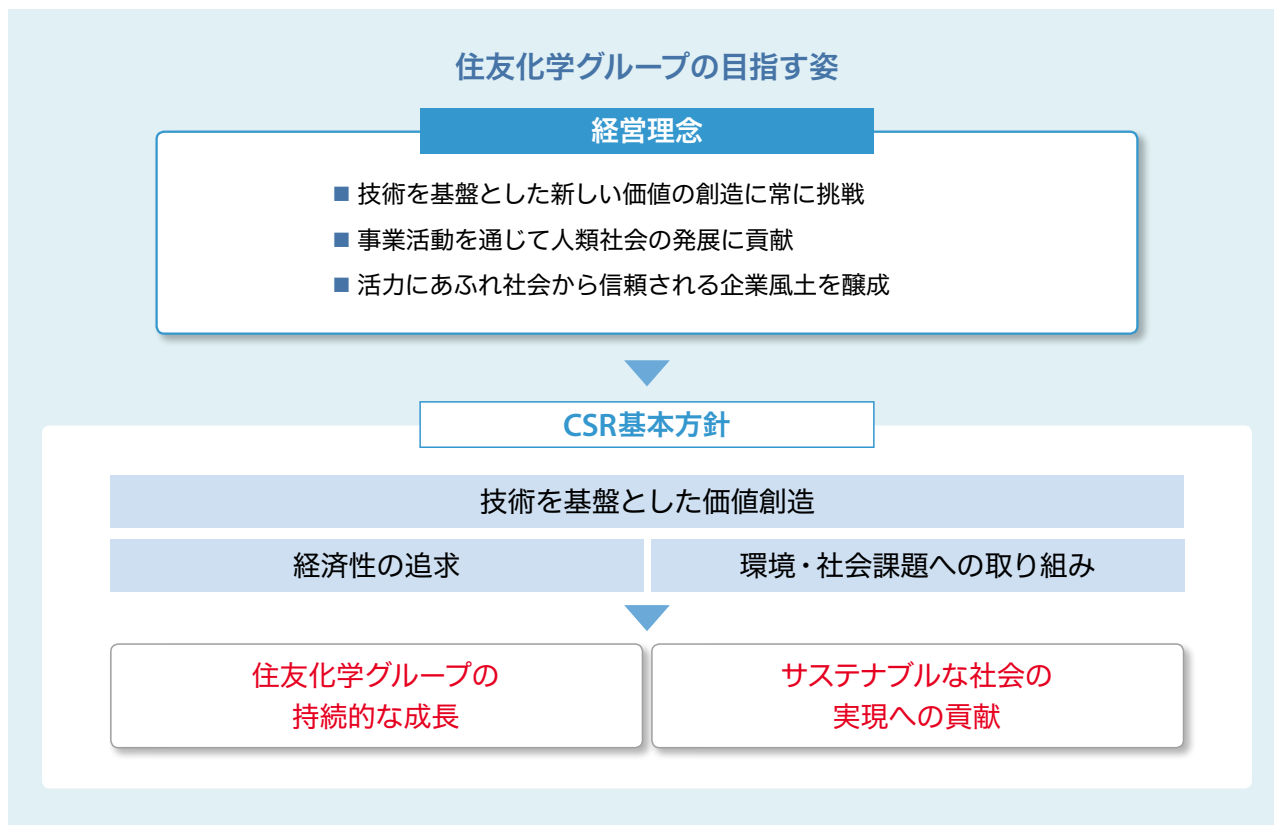 住友化学グループの目指す姿
経営理念
■ 技術を基盤とした新しい価値の創造に常に挑戦
■ 事業活動を通じて人類社会の発展に貢献
■ 活力にあふれ社会から信頼される企業風土を醸成
CSR基本方針
技術を基盤とした価値創造
経済性の追求
環境・社会課題への取り組み
住友化学グループの
持続的な成長
サステナブルな社会の
実現への貢献